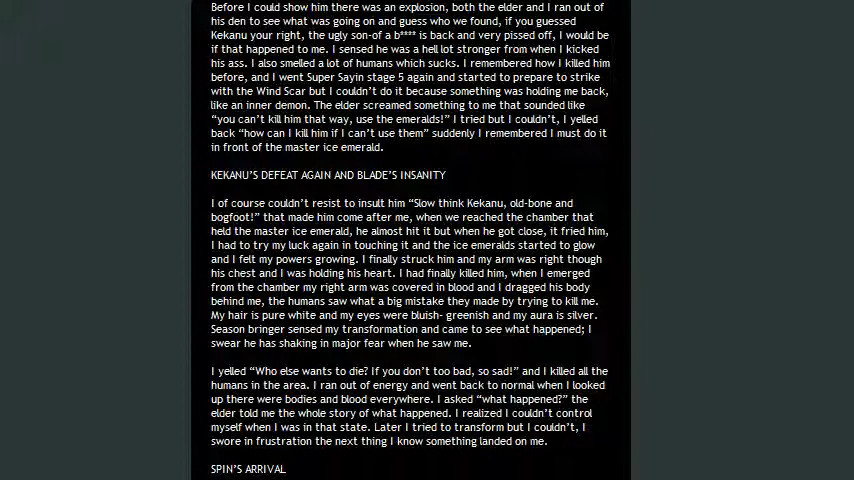 Before I could show him there was an explosion, both the elder and I ran out of
his den to see what was going on and guess who we found, if you guessed
Kekanu your right, the ugly son-of a b**** is back and very pissed off, I would be
if that happened to me. I sensed he was a hell lot stronger from when I kicked
his ass. I also smelled a lot of humans which sucks. I remembered how I killed him
before, and I went Super Sayin stage 5 again and started to prepare to strike
with the Wind Scar but I couldn't do it because something was holding me back,
like an inner demon. The elder screamed something to me that sounded like
“you can't kill him that way, use the emeralds!” I tried but I couldn't, I yelled
back “how can I kill him if I can't use them” suddenly I remembered I must do it
in front of the master ice emerald.
KEKANU'S DEFEAT AGAIN AND BLADE'S INSANITY
I of course couldn't resist to insult him “Slow think Kekanu, old-bone and
bogfoot!” that made him come after me, when we reached the chamber that
held the master ice emerald, he almost hit it but when he got close, it fried him,
I had to try my luck again in touching it and the ice emeralds started to glow
and I felt my powers growing. I finally struck him and my arm was right though
his chest and I was holding his heart. I had finally killed him, when I emerged
from the chamber my right arm was covered in blood and I dragged his body
behind me, the humans saw what a big mistake they made by trying to kill me.
My hair is pure white and my eyes were bluish- greenish and my aura is silver.
Season bringer sensed my transformation and came to see what happened; I
swear he has shaking in major fear when he saw me.
I yelled “Who else wants to die? If you don't too bad, so sad!” and I killed all the
humans in the area. I ran out of energy and went back to normal when I looked
up there were bodies and blood everywhere. I asked “what happened?” the
elder told me the whole story of what happened. I realized I couldn't control
myself when I was in that state. Later I tried to transform but I couldn't, I
swore in frustration the next thing I know something landed on me.
SPIN'S ARRIVAL